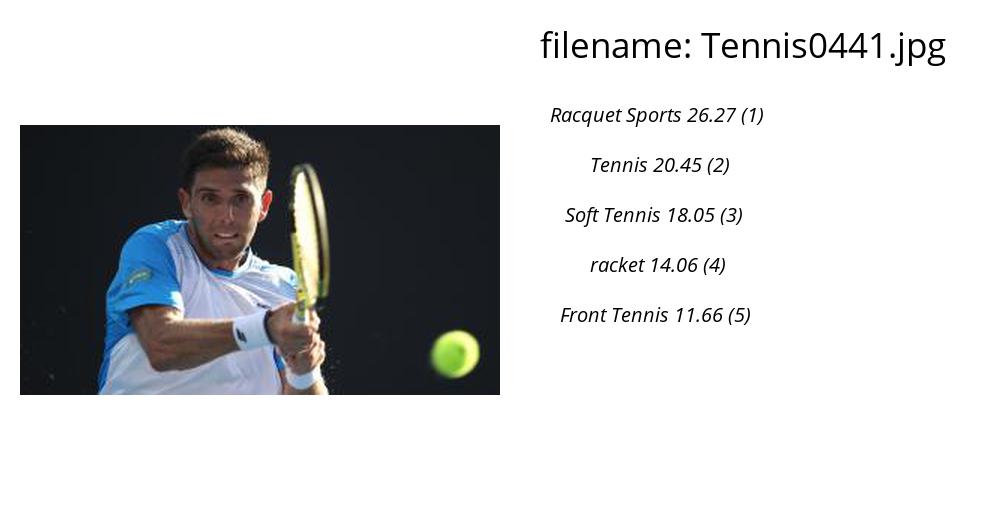 filename: Tennis0441.jpg
Racquet Sports 26.27 (1)
Tennis 20.45 (2)
Soft Tennis 18.05 (3)
racket 14.06 (4)
Front Tennis 11.66 (5)